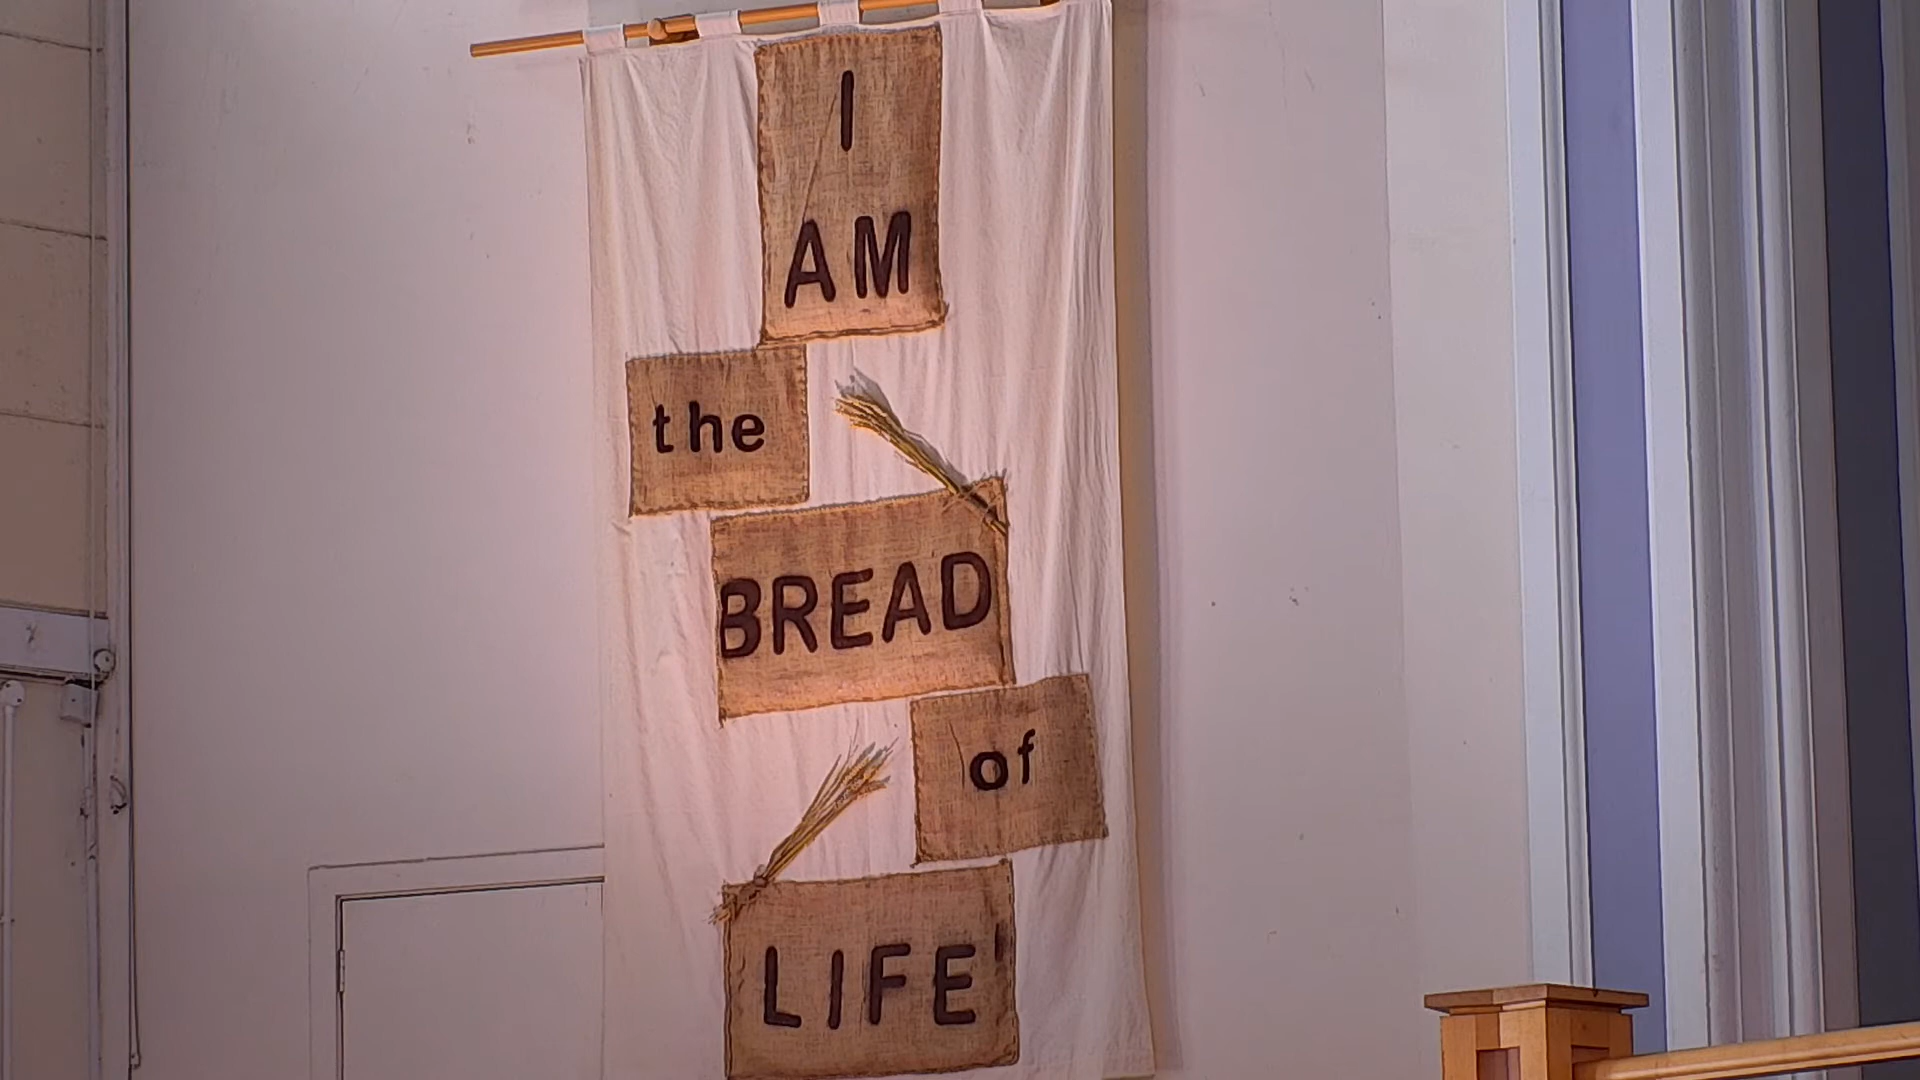 I
AM
the
BREAD
of
LIFE'